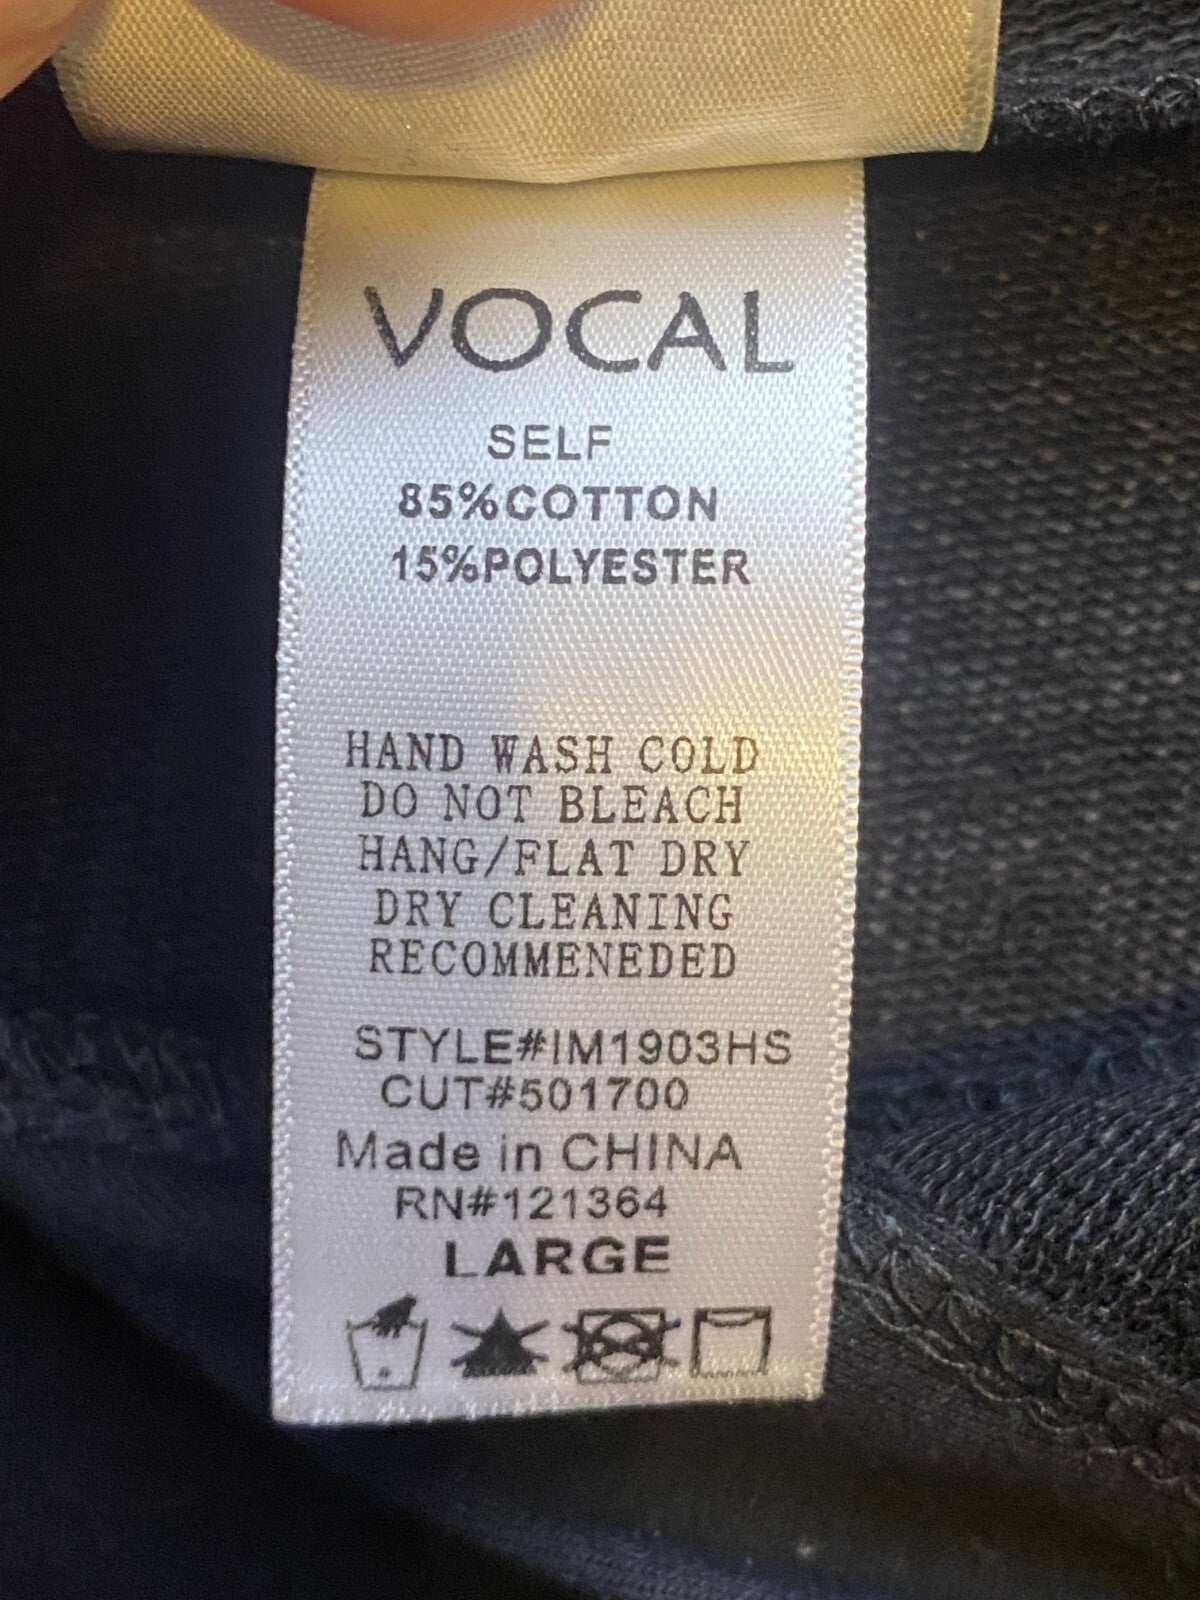 VOCAL
SELF
85%COTTON
15%POLYESTER
HAND WASH COLD
DO NOT BLEACH
HANG/FLAT DRY
DRY CLEANING
RECOMMENEDED
STYLE#IM1903HS
CUT#501700
Made in CHINA
RN#121364
LARGE